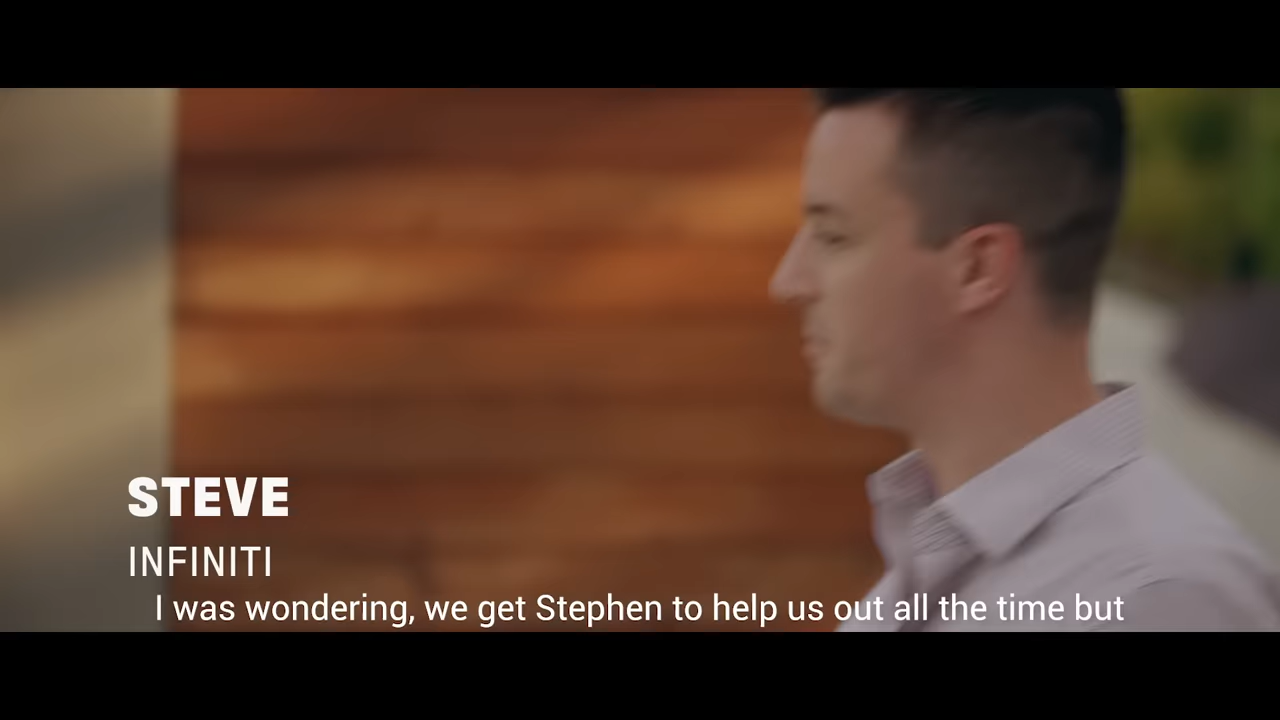 STEVE
INFINITI
I was wondering, we get Stephen to help us out all the time but